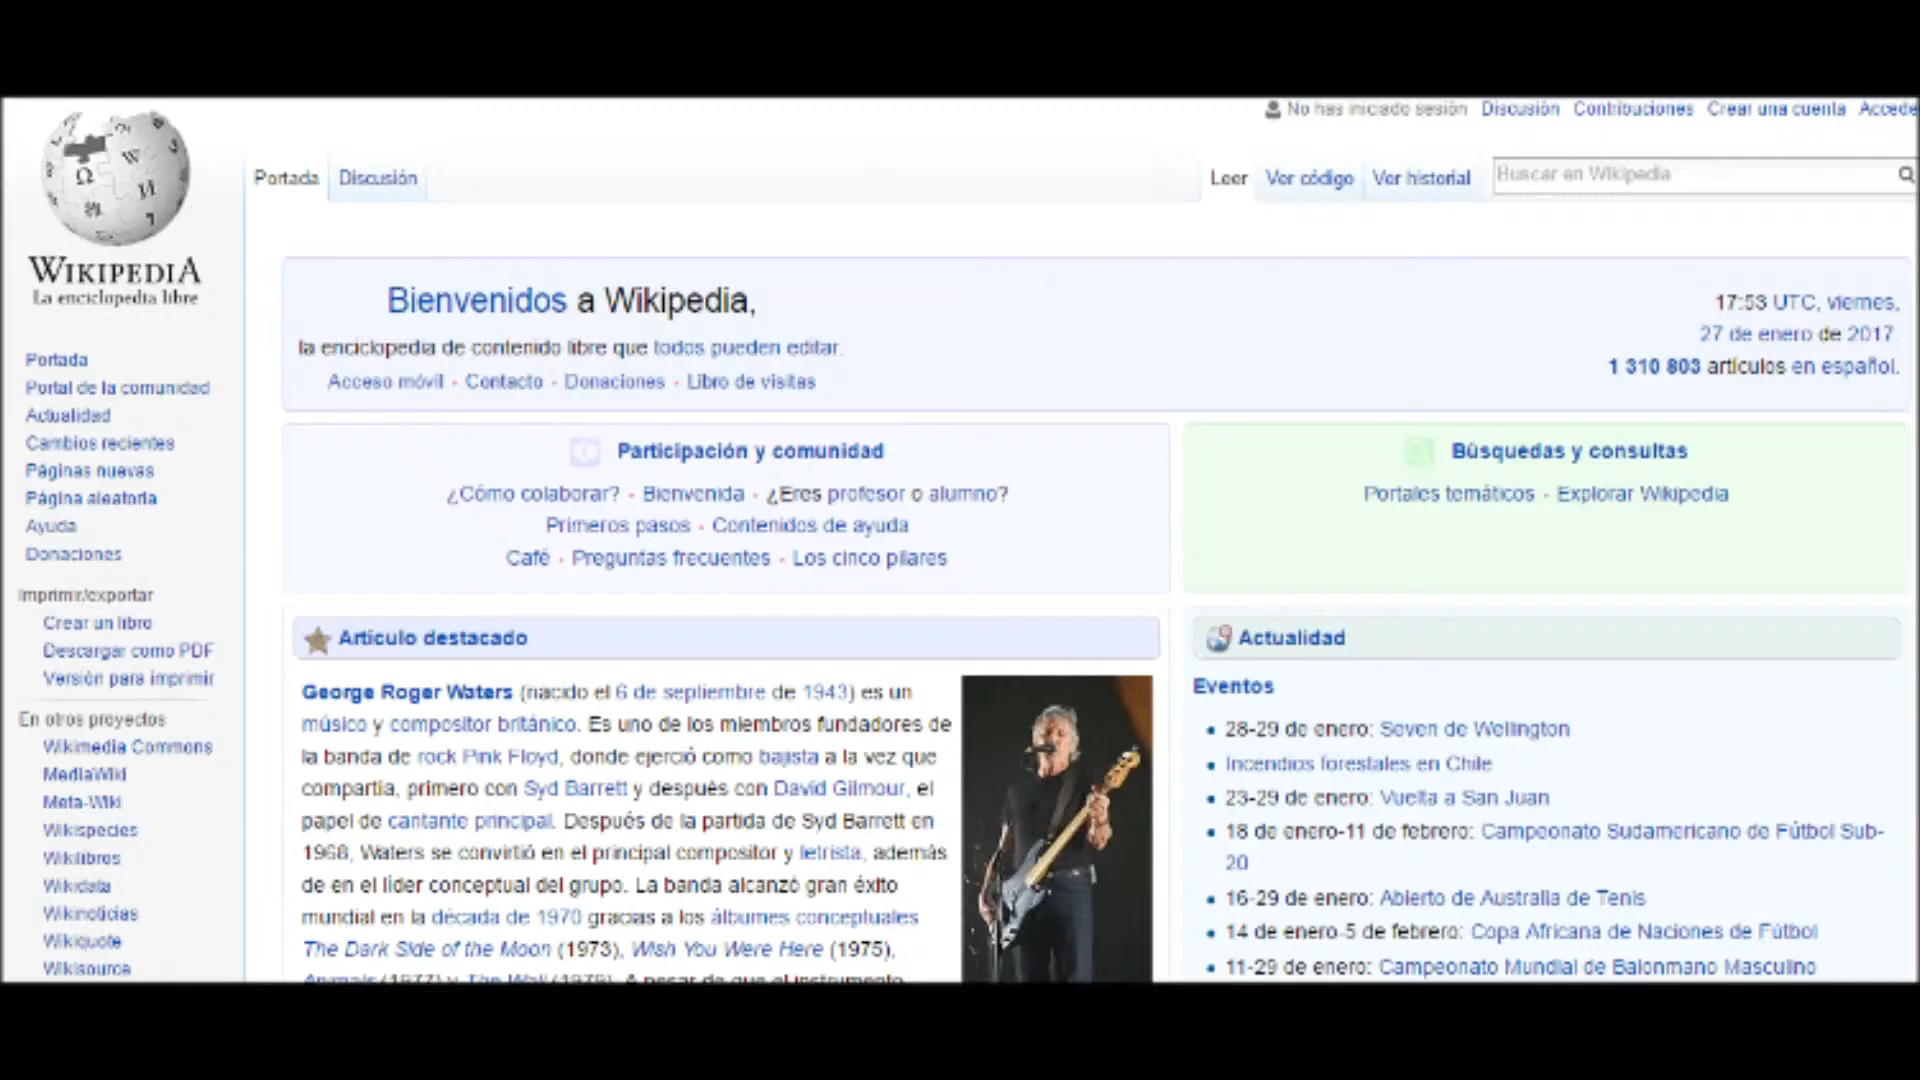 No has iniciado sesión Discusión Contribuciones Crear una cuenta Accede
Portada Discusión Leer Ver código Ver historial Buscar en Wikipedia
WIKIPEDIA
La enciclopedia libre
Portada
Portal de la comunidad
Actualidad
Cambios recientes
Páginas nuevas
Página aleatoria
Ayuda
Donaciones
Imprimir/exportar
Crear un libro
Descargar como PDF
Versión para imprimir
En otros proyectos
Wikimedia Commons
MediaWiki
Meta-Wiki
Wikispecies
Wikilibros
Wikidata
Wikinoticias
Wikiquote
Wikisource
Bienvenidos a Wikipedia,
la enciclopedia de contenido libre que todos pueden editar.
Acceso móvil · Contacto · Donaciones · Libro de visitas
17:53 UTC, viernes,
27 de enero de 2017.
1 310 803 artículos en español.
Participación y comunidad
¿Cómo colaborar? · Bienvenida · ¿Eres profesor o alumno?
Primeros pasos · Contenidos de ayuda
Café · Preguntas frecuentes · Los cinco pilares
Búsquedas y consultas
Portales temáticos · Explorar Wikipedia
Artículo destacado
George Roger Waters (nacido el 6 de septiembre de 1943) es un
músico y compositor británico. Es uno de los miembros fundadores de
la banda de rock Pink Floyd, donde ejerció como bajista a la vez que
compartía, primero con Syd Barrett y después con David Gilmour, el
papel de cantante principal. Después de la partida de Syd Barrett en
1968, Waters se convirtió en el principal compositor y letrista, además
de en el líder conceptual del grupo. La banda alcanzó gran éxito
mundial en la década de 1970 gracias a los álbumes conceptuales
The Dark Side of the Moon (1973), Wish You Were Here (1975),
Animals (1977) y The Wall (1979). A pesar de que el instrumento
Actualidad
Eventos
28-29 de enero: Seven de Wellington
Incendios forestales en Chile
23-29 de enero: Vuelta a San Juan
18 de enero-11 de febrero: Campeonato Sudamericano de Fútbol Sub-
20
16-29 de enero: Abierto de Australia de Tenis
14 de enero-5 de febrero: Copa Africana de Naciones de Fútbol
11-29 de enero: Campeonato Mundial de Balonmano Masculino